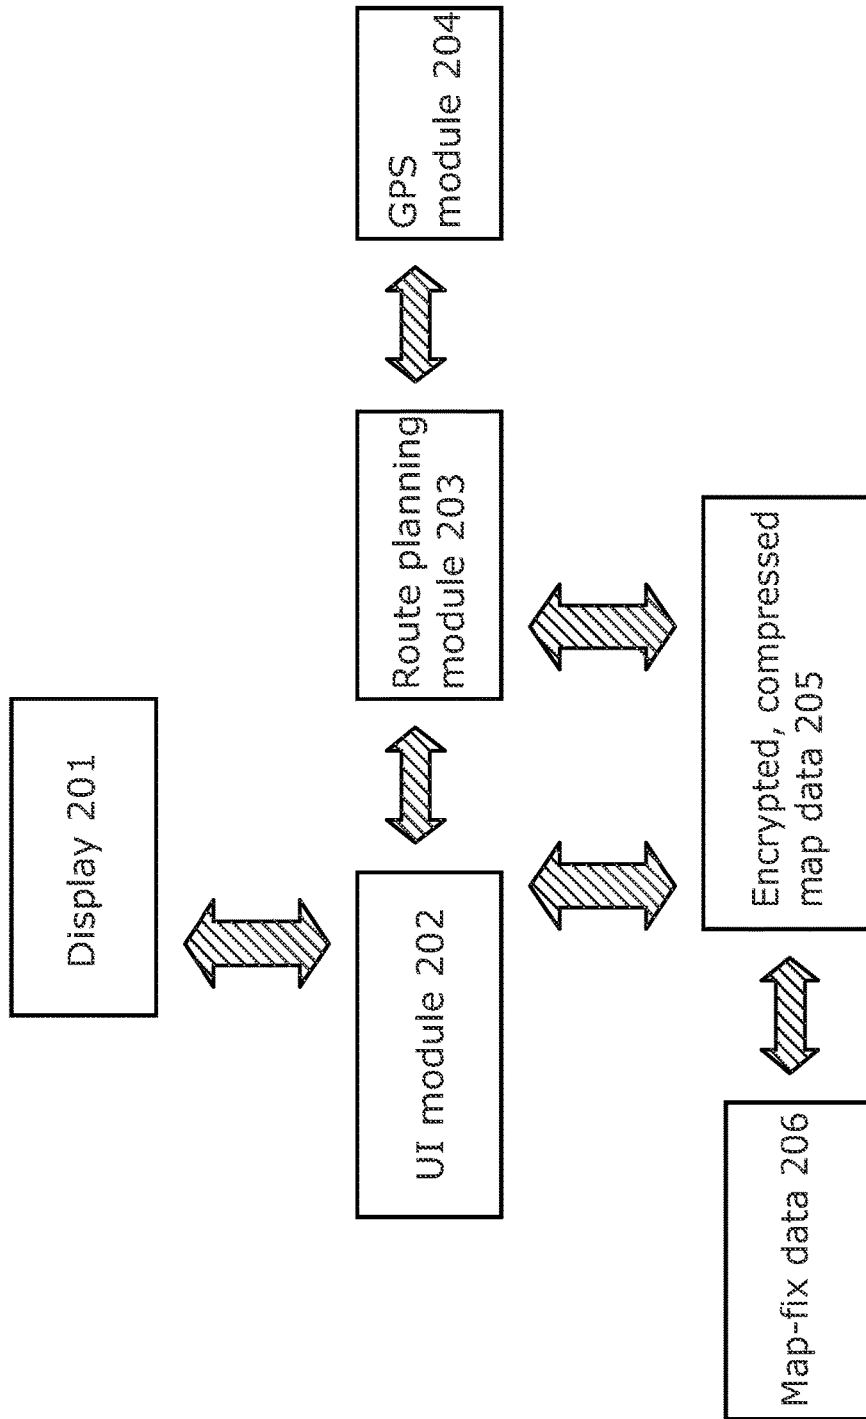 Display 201
UI module 202
Route planning
module 203
GPS
module 204
Encrypted, compressed
map data 205
Map-fix data 206